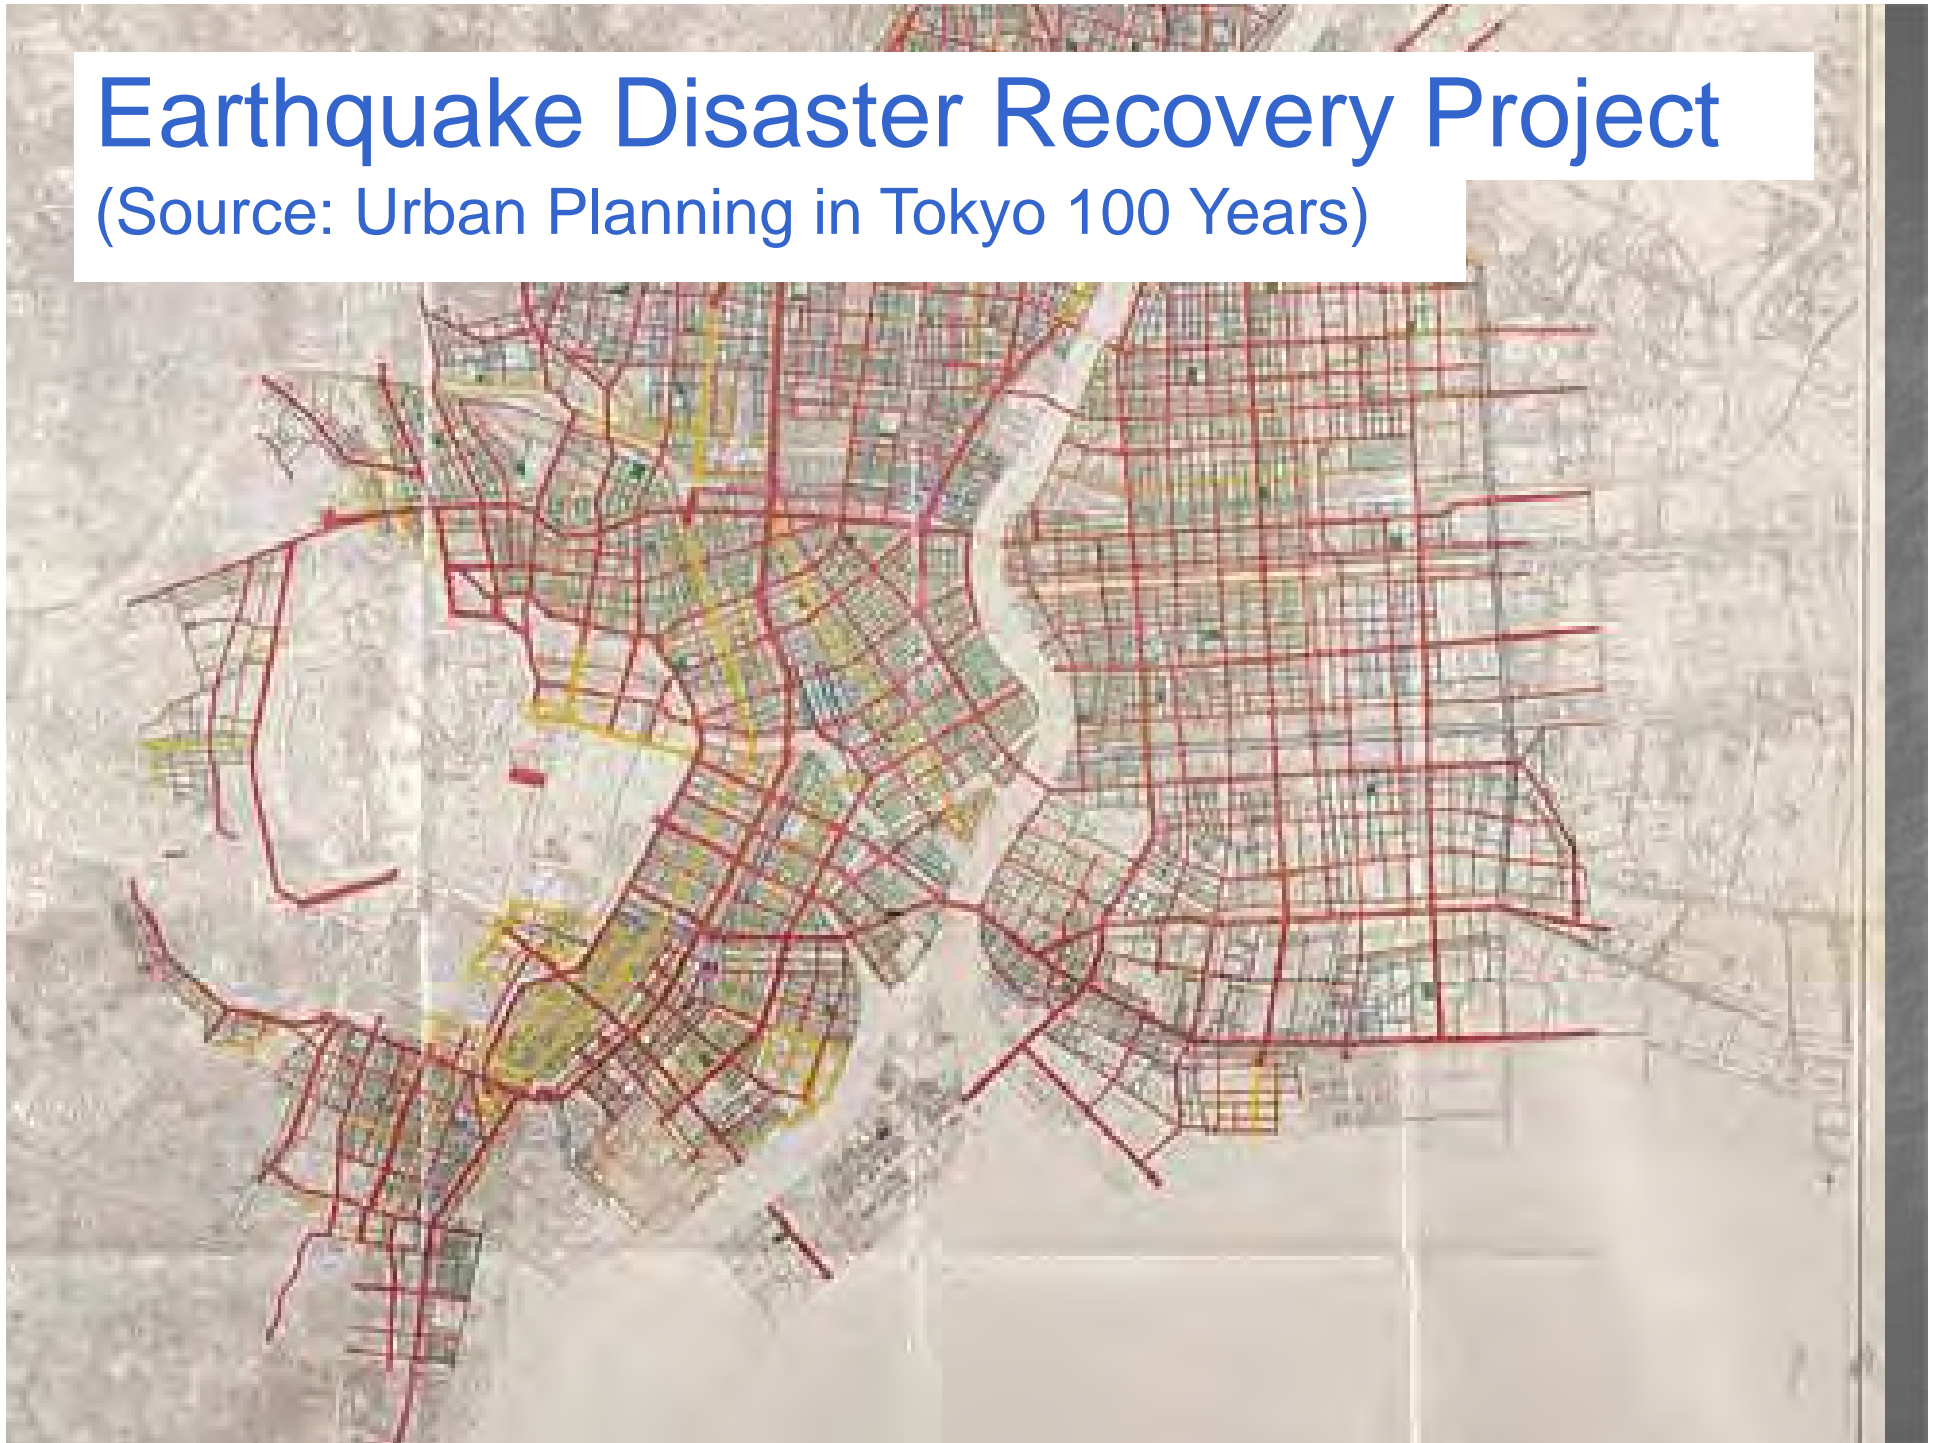 Earthquake Disaster Recovery Project
(Source: Urban Planning in Tokyo 100 Years)